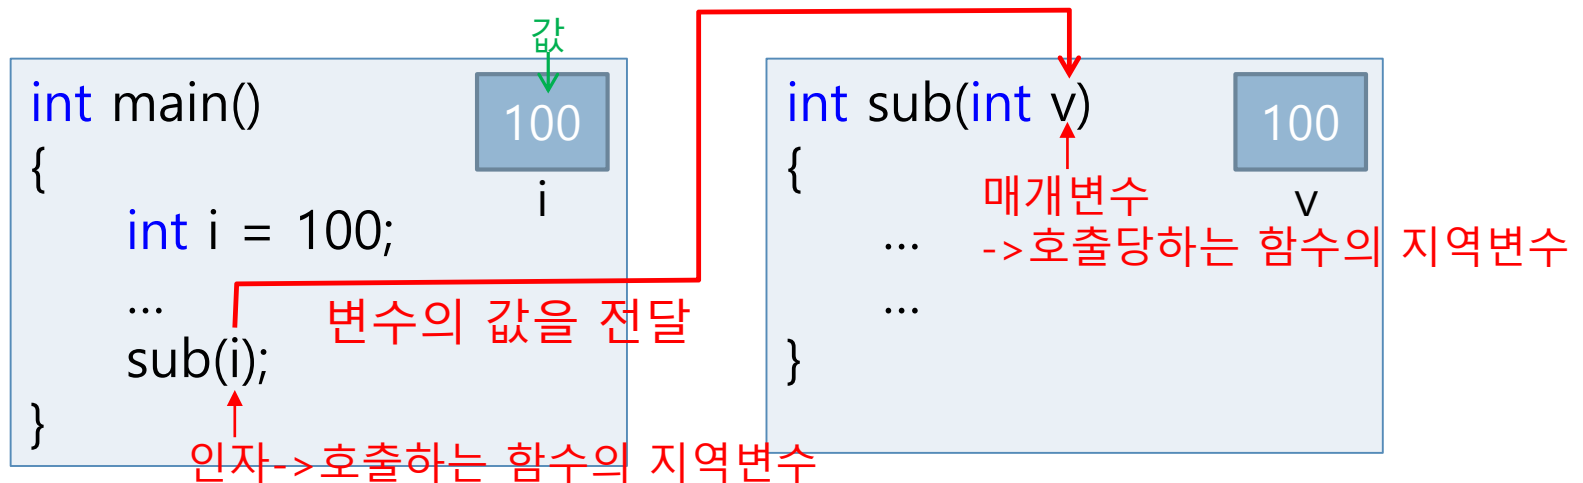 값
int main()
100
{
i
int i = 100;
...
변수의 값을 전달
sub(i);
}
인자->호출하는 함수의 지역변수
int sub(int v)
100
{
매개변수
v
...
->호출당하는 함수의 지역변수
...
}